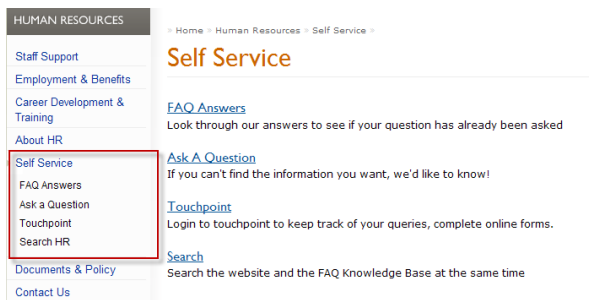 HUMAN RESOURCES
Staff Support
Employment & Benefits
Career Development &
Training
About HR
Self Service
FAQ Answers
Ask a Question
Touchpoint
Search HR
Documents & Policy
Contact Us
» Home » Human Resources » Self Service »
Self Service
FAQ Answers
Look through our answers to see if your question has already been asked
Ask A Question
If you can't find the information you want, we'd like to know!
Touchpoint
Login to touchpoint to keep track of your queries, complete online forms.
Search
Search the website and the FAQ Knowledge Base at the same time